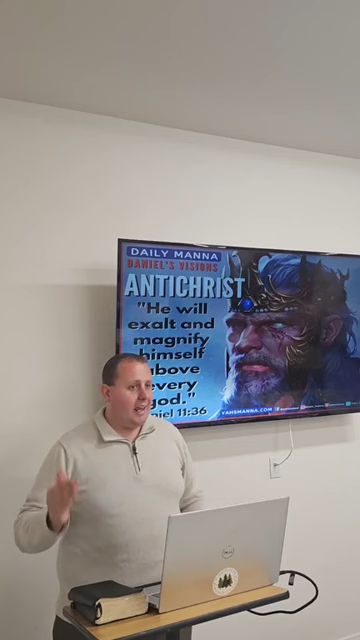 DAILY MANNA
DANIEL'S VISIONS
ANTICHRIST
"He will
exalt and
magnify
himself
above
every
god."
Daniel 11:36
YAHSMANNA.COM
DELL